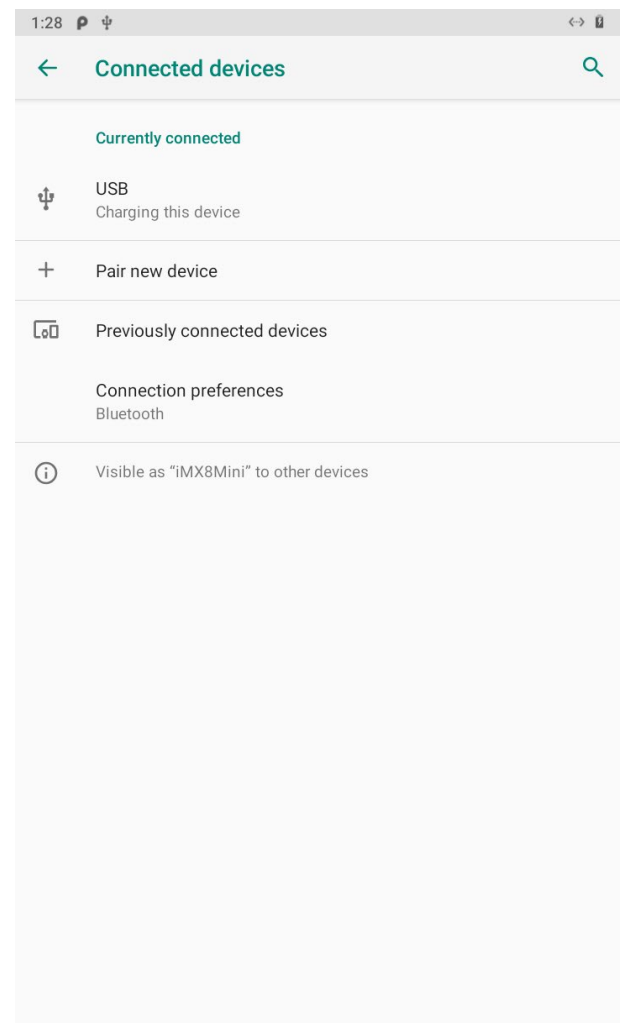 1:28
Connected devices
Currently connected
USB
Charging this device
Pair new device
Previously connected devices
Connection preferences
Bluetooth
Visible as “iMX8Mini” to other devices